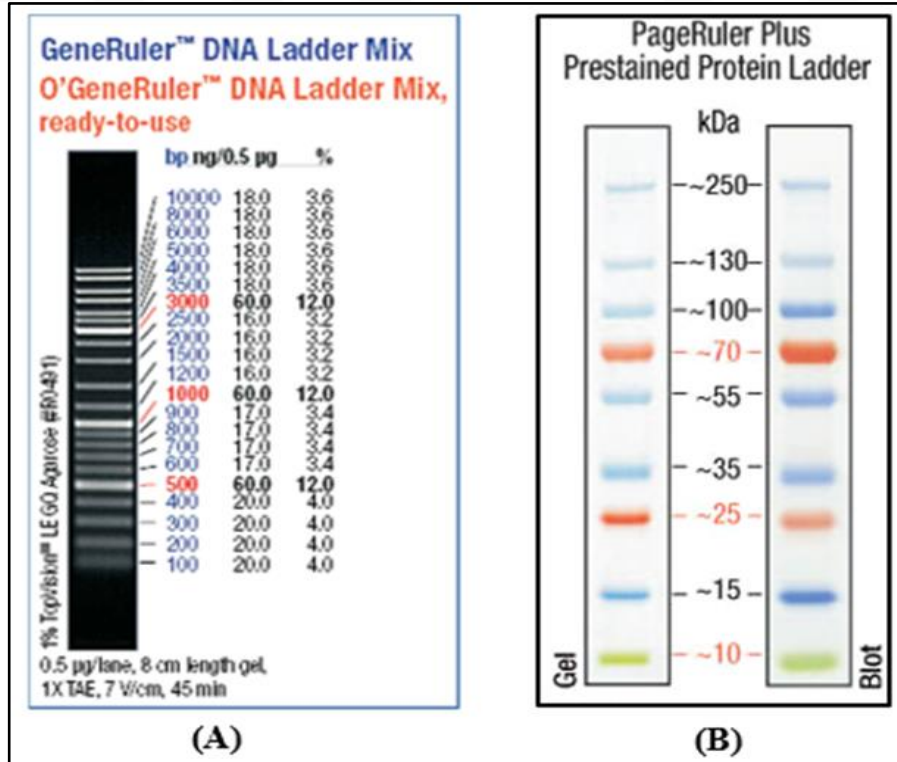 GeneRuler™ DNA Ladder Mix
O'GeneRuler™ DNA Ladder Mix,
ready-to-use
bp ng/0.5 µg %
10000 18.0 3.6
8000 18.0 3.6
6000 18.0 3.6
5000 18.0 3.6
4000 18.0 3.6
3500 18.0 3.6
3000 60.0 12.0
2500 16.0 3.2
2000 16.0 3.2
1500 16.0 3.2
1200 16.0 3.2
1000 60.0 12.0
900 17.0 3.4
800 17.0 3.4
700 17.0 3.4
600 17.0 3.4
500 60.0 12.0
400 20.0 4.0
300 20.0 4.0
200 20.0 4.0
100 20.0 4.0
1% TopVision™ LE GQ Agarose (#R0491)
0.5 µg/lane, 8 cm length gel,
1X TAE, 7 V/cm, 45 min
(A)
PageRuler Plus
Prestained Protein Ladder
kDa
~250
~130
~100
~70
~55
~35
~25
~15
~10
Gel
Blot
(B)